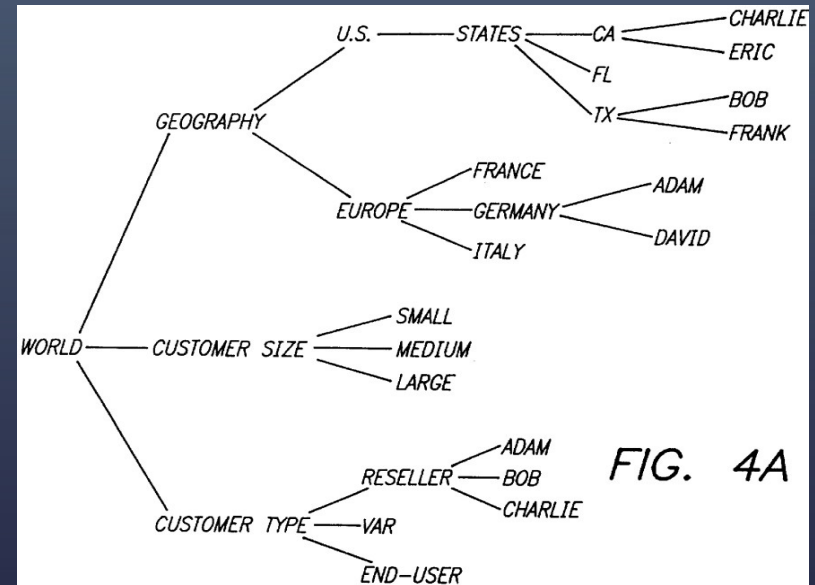 WORLD
GEOGRAPHY
U.S.
STATES
CA
CHARLIE
ERIC
FL
TX
BOB
FRANK
EUROPE
FRANCE
GERMANY
ADAM
DAVID
ITALY
CUSTOMER SIZE
SMALL
MEDIUM
LARGE
CUSTOMER TYPE
RESELLER
ADAM
BOB
CHARLIE
VAR
END-USER
FIG. 4A